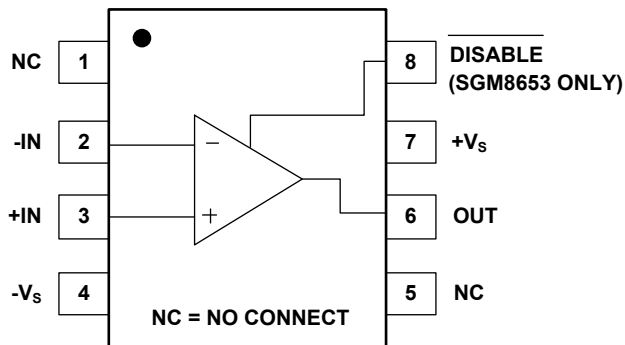 NC 1
8 DISABLE
(SGM8653 ONLY)
-IN 2 −
7 +VS
+IN 3 +
6 OUT
-VS 4
5 NC
NC = NO CONNECT